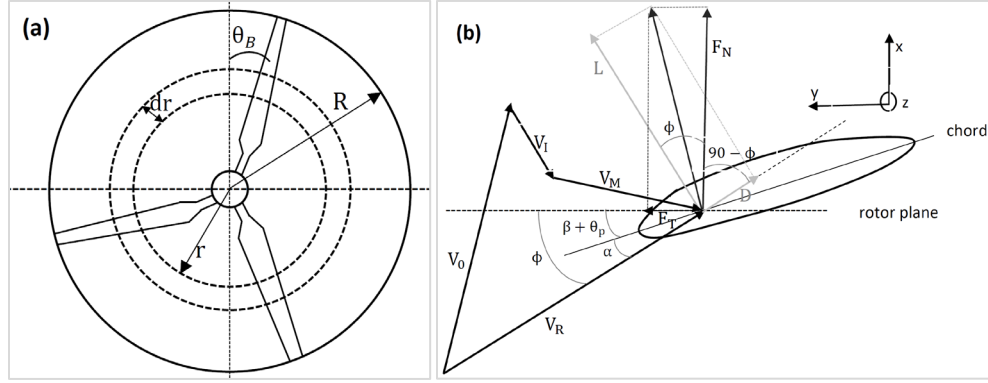 (a)
θ_B
dr
R
r
(b)
F_N
L
x
y
z
ϕ
V_I
90 − ϕ
chord
V_M
D
F_T
rotor plane
β + θ_p
V_0
ϕ
α
V_R